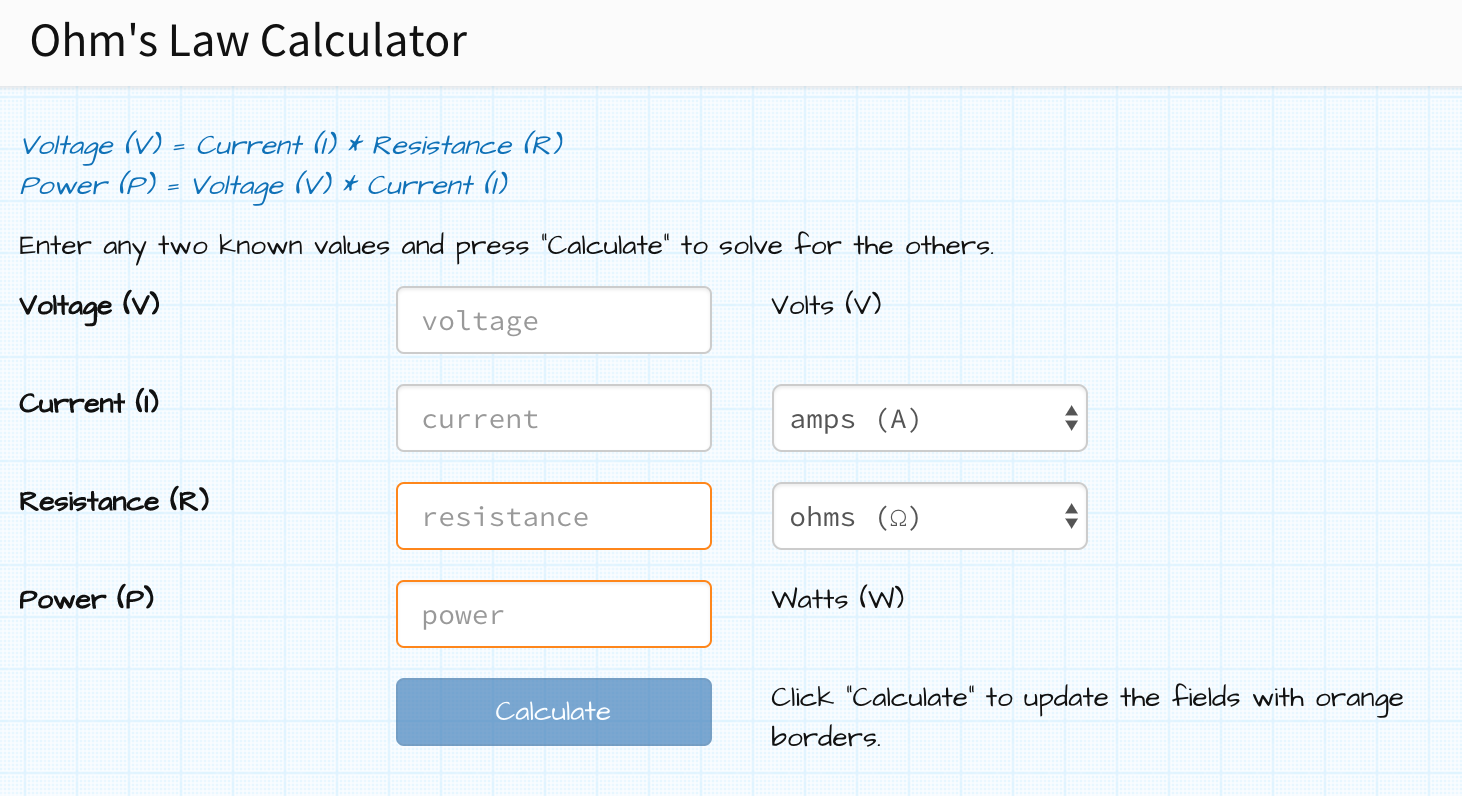 Ohm's Law Calculator
Voltage (V) = Current (I) * Resistance (R)
Power (P) = Voltage (V) * Current (I)
Enter any two known values and press "Calculate" to solve for the others.
Voltage (V) voltage Volts (V)
Current (I) current amps (A)
Resistance (R) resistance ohms (Ω)
Power (P) power Watts (W)
Calculate Click "Calculate" to update the fields with orange
borders.